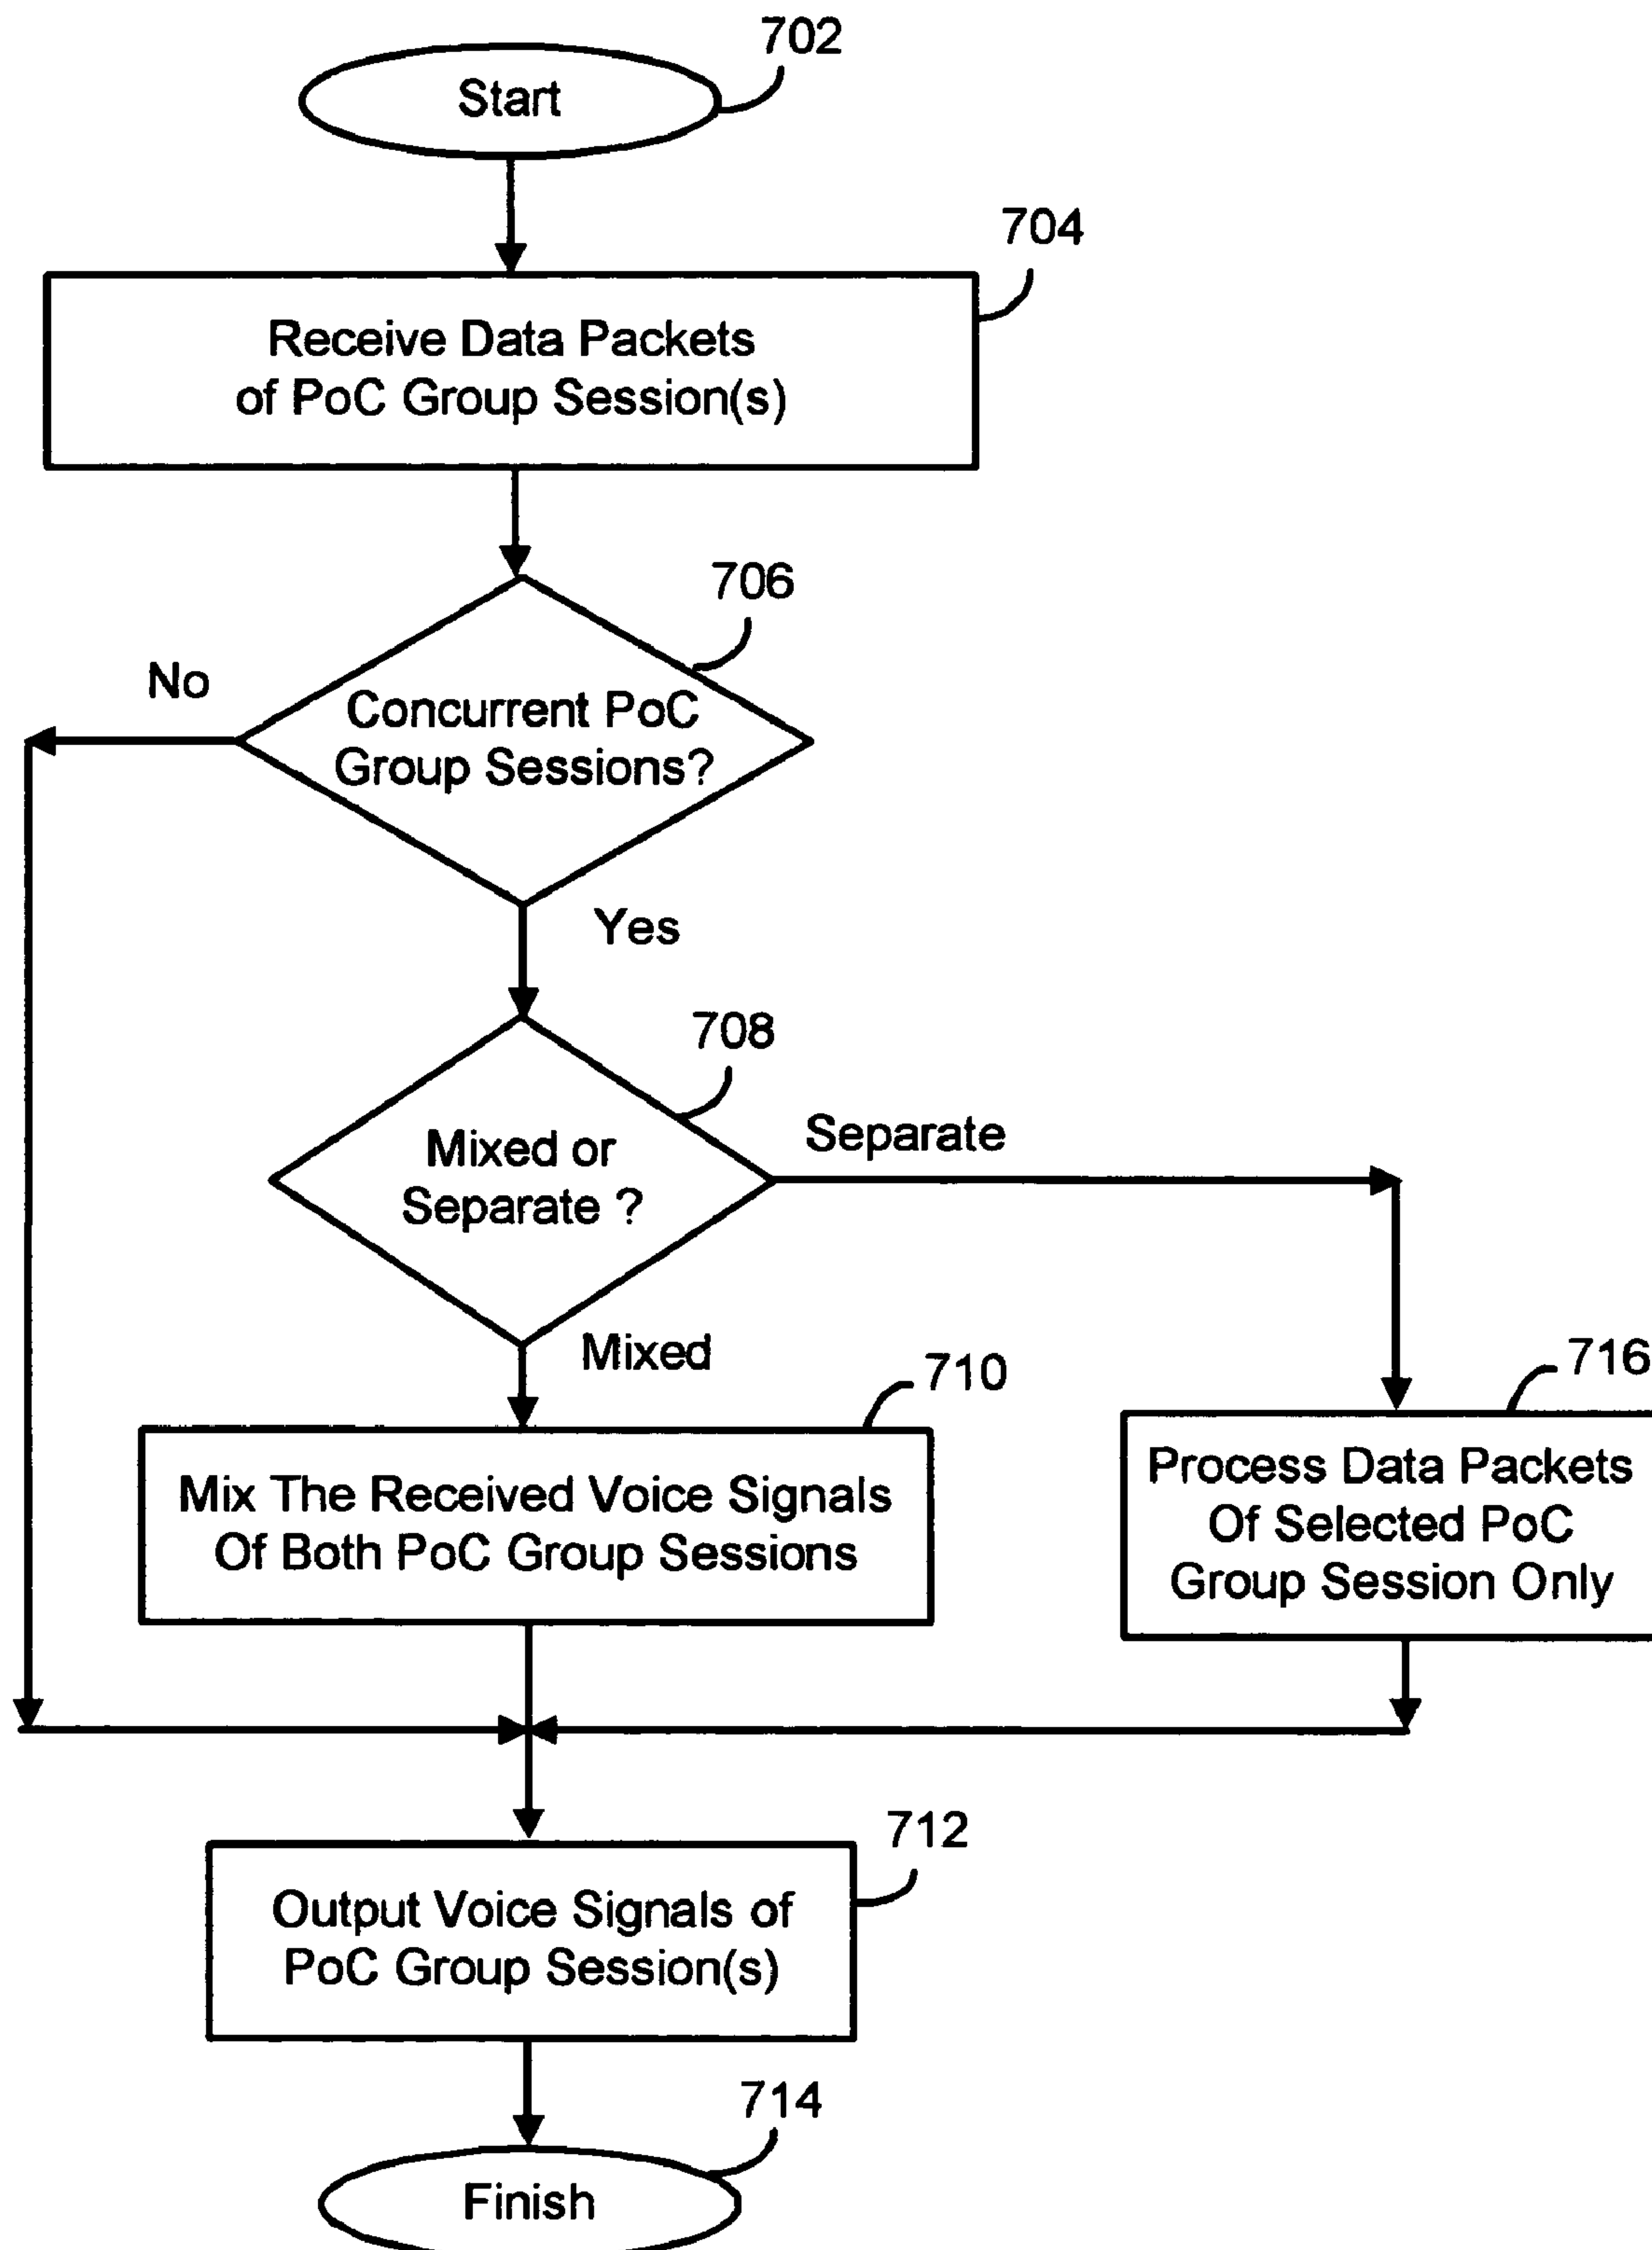 702
Start
704
Receive Data Packets
of PoC Group Session(s)
706
No
Concurrent PoC
Group Sessions?
Yes
708
Mixed or
Separate ?
Separate
Mixed
710
716
Mix The Received Voice Signals
Of Both PoC Group Sessions
Process Data Packets
Of Selected PoC
Group Session Only
712
Output Voice Signals of
PoC Group Session(s)
714
Finish